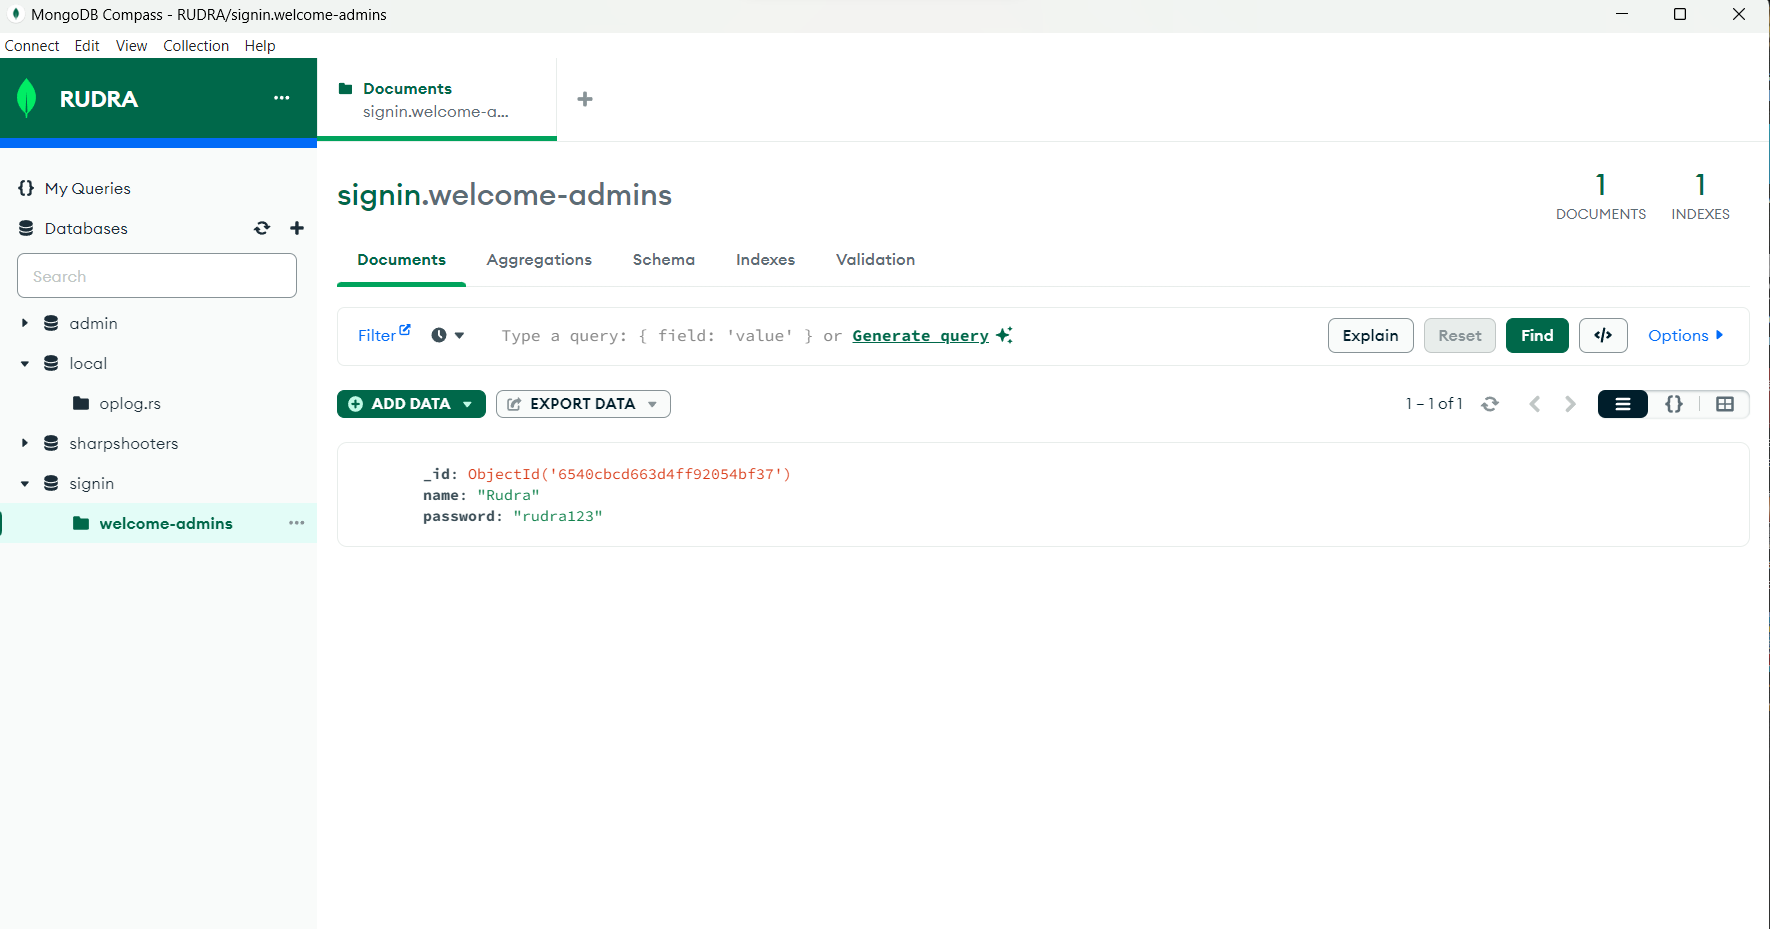 MongoDB Compass - RUDRA/signin.welcome-admins
Connect Edit View Collection Help
RUDRA
Documents
signin.welcome-a...
My Queries
Databases
Search
admin
local
oplog.rs
sharpshooters
signin
welcome-admins
signin.welcome-admins
1
DOCUMENTS
1
INDEXES
Documents Aggregations Schema Indexes Validation
Filter Type a query: { field: 'value' } or Generate query Explain Reset Find </> Options
ADD DATA EXPORT DATA 1 – 1 of 1 {}
_id: ObjectId('6540cbcd663d4ff92054bf37')
name: "Rudra"
password: "rudra123"